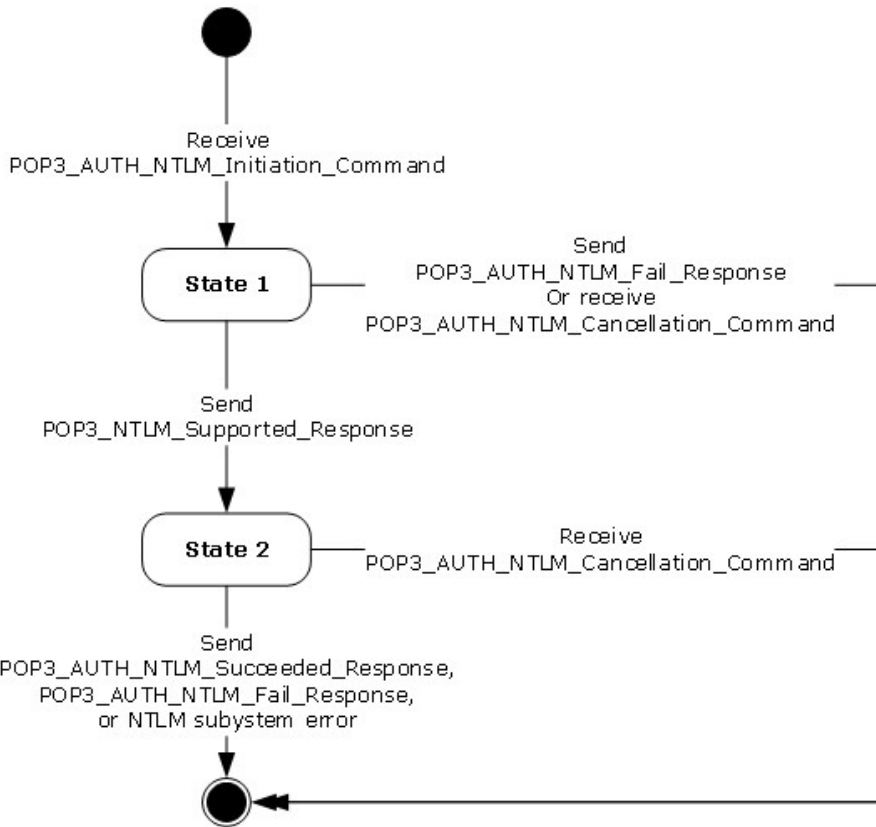 Receive
POP3_AUTH_NTLM_Initiation_Command
State 1
Send
POP3_AUTH_NTLM_Fail_Response
Or receive
POP3_AUTH_NTLM_Cancellation_Command
Send
POP3_NTLM_Supported_Response
State 2
Receive
POP3_AUTH_NTLM_Cancellation_Command
Send
POP3_AUTH_NTLM_Succeeded_Response,
POP3_AUTH_NTLM_Fail_Response,
or NTLM subystem error